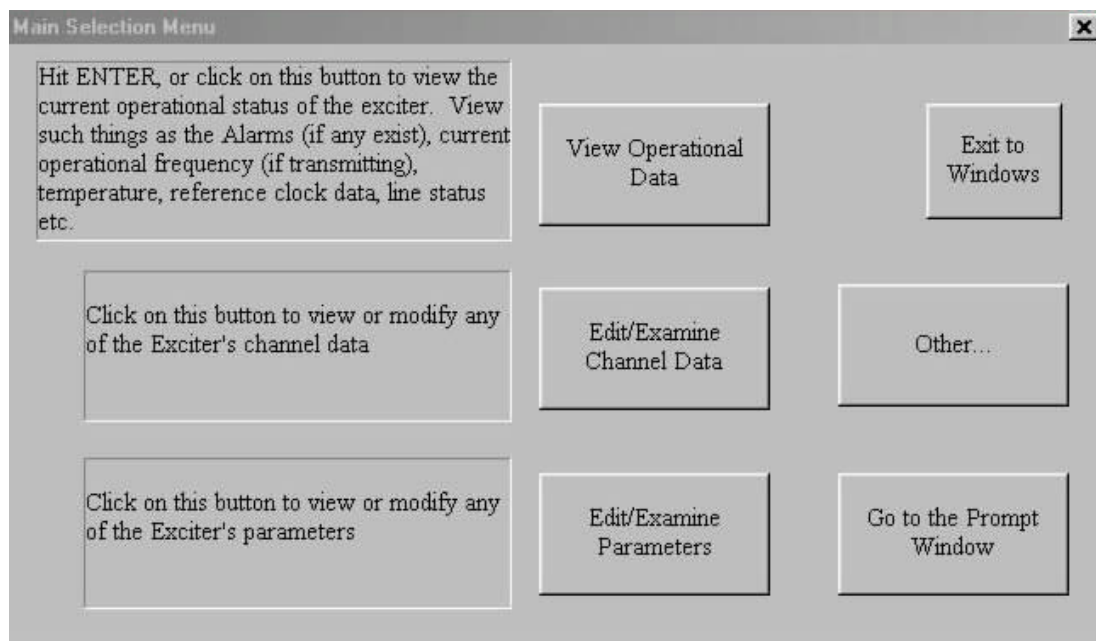 Main Selection Menu
Hit ENTER, or click on this button to view the
current operational status of the exciter.  View
such things as the Alarms (if any exist), current
operational frequency (if transmitting),
temperature, reference clock data, line status
etc.
View Operational
Data
Exit to
Windows
Click on this button to view or modify any
of the Exciter's channel data
Edit/Examine
Channel Data
Other...
Click on this button to view or modify any
of the Exciter's parameters
Edit/Examine
Parameters
Go to the Prompt
Window